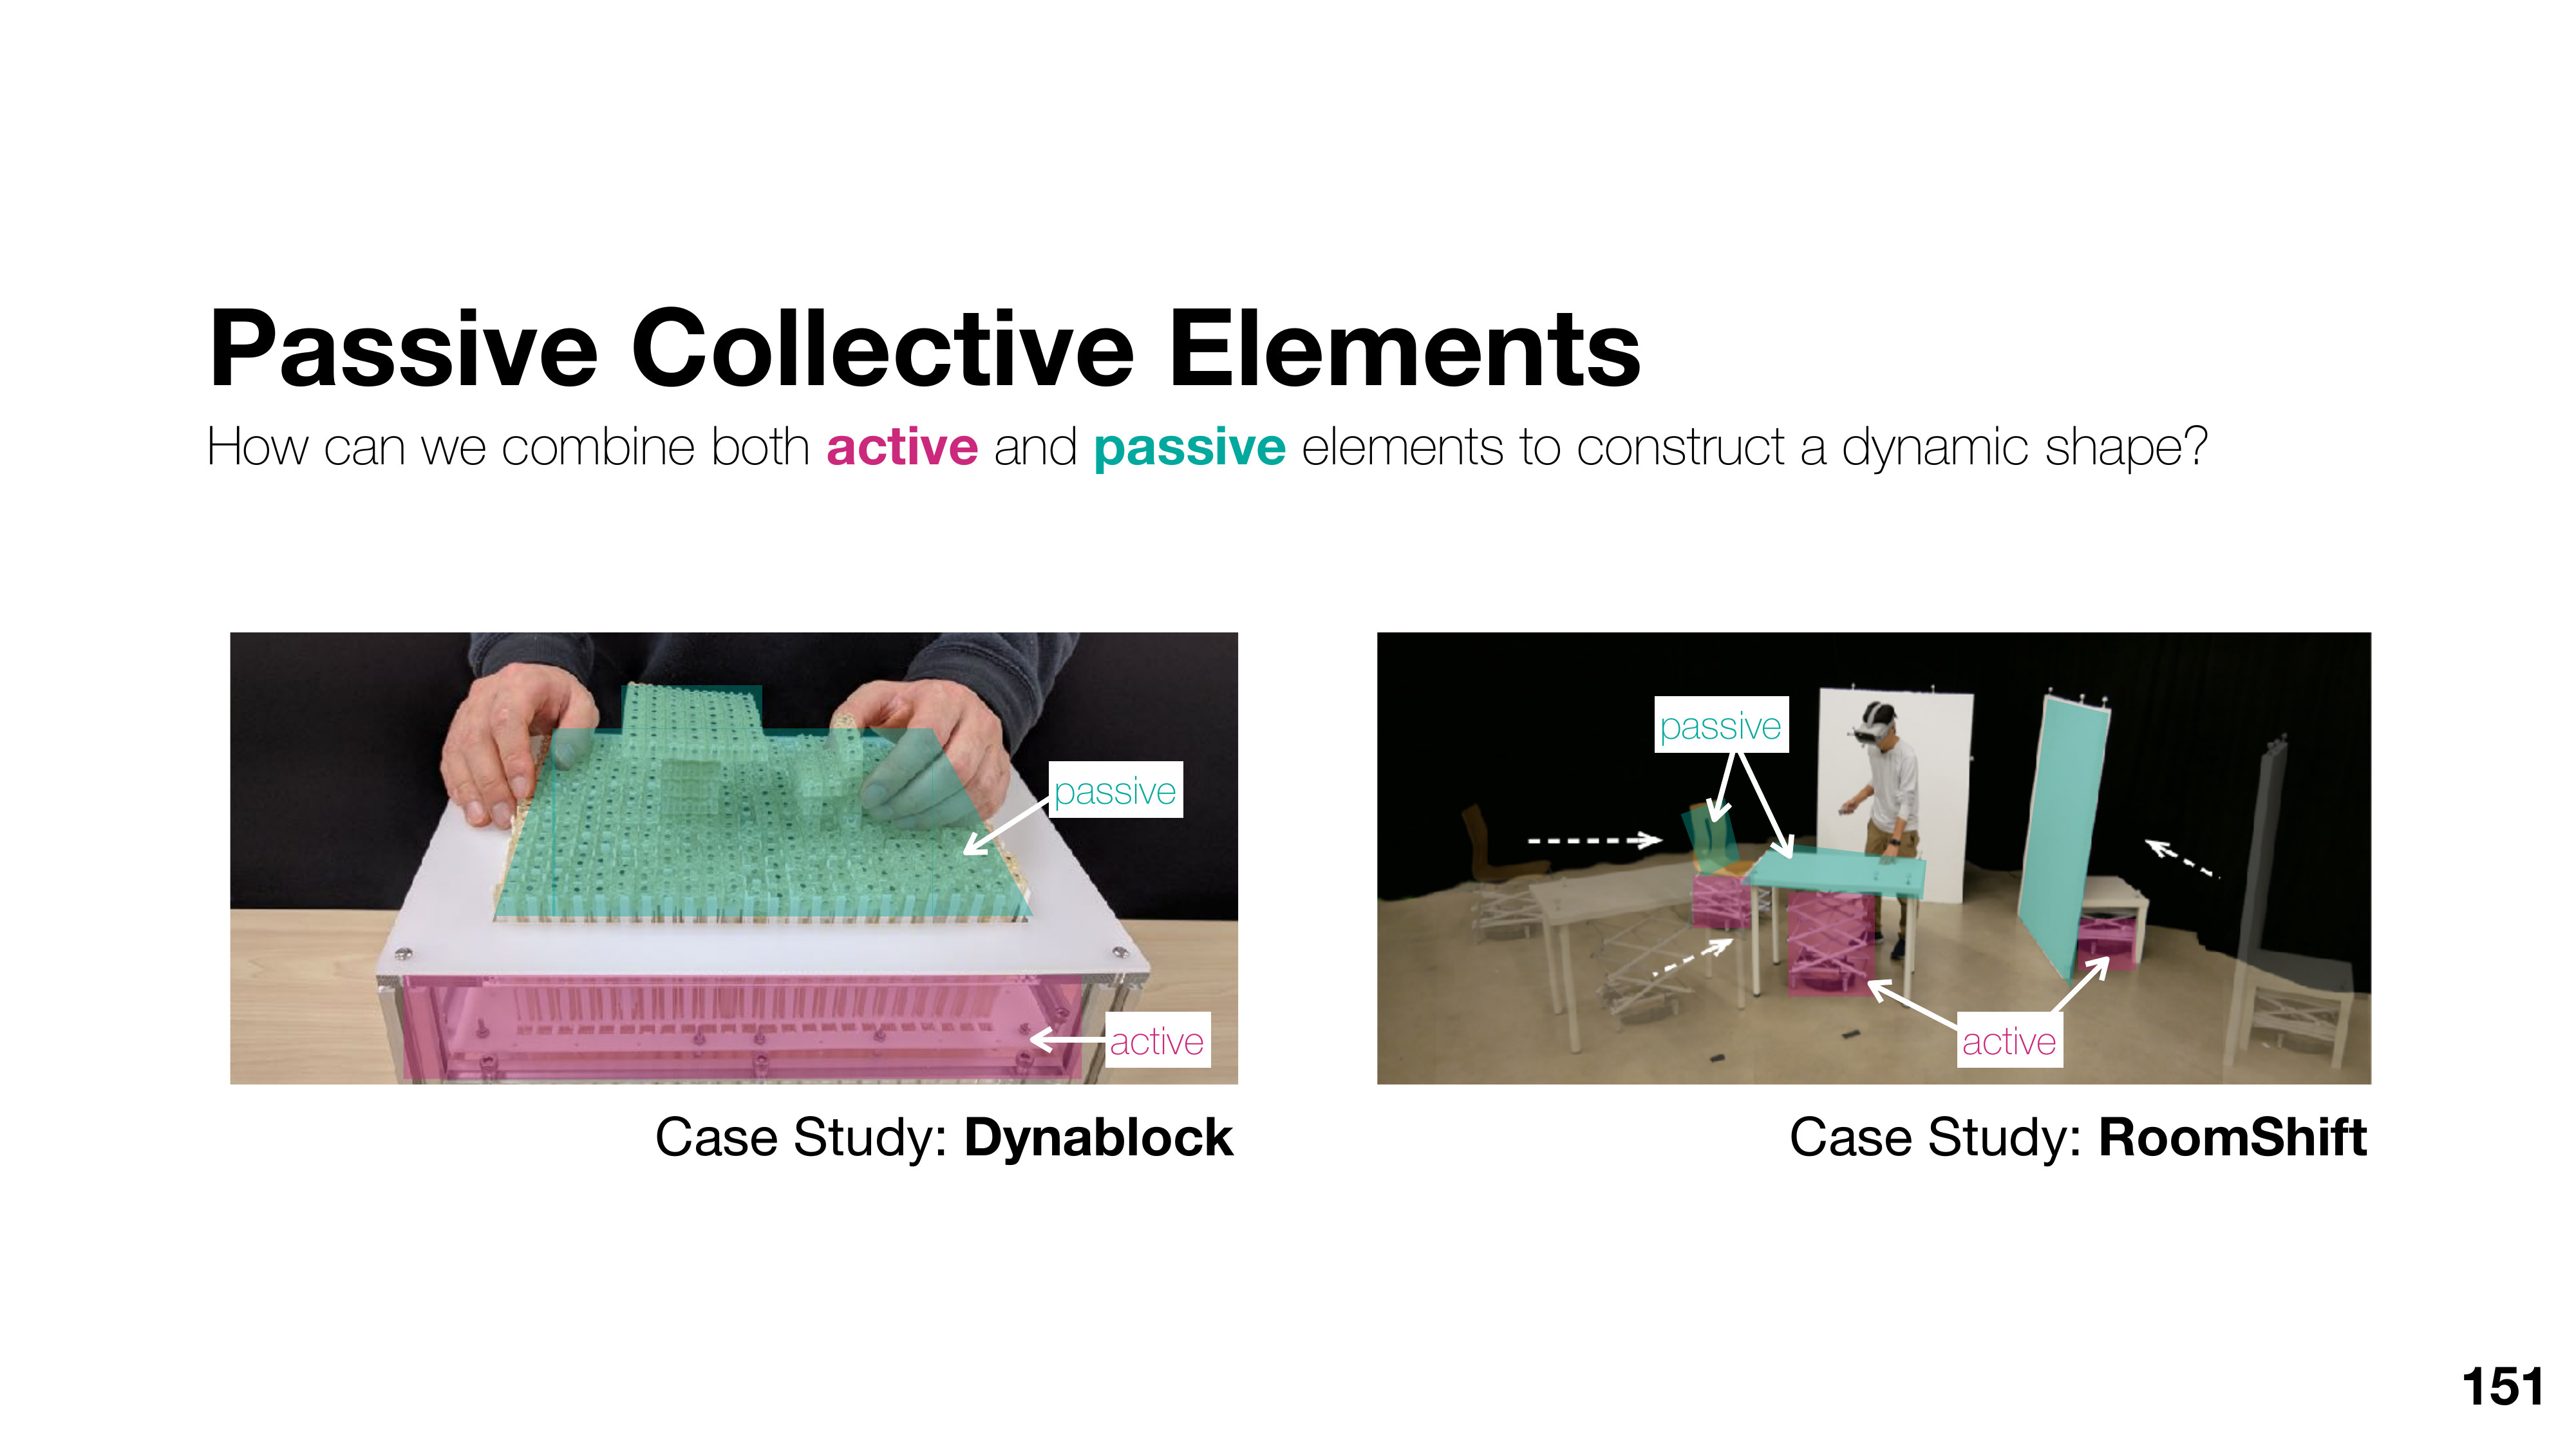 Passive Collective Elements
How can we combine both active and passive elements to construct a dynamic shape?
passive
active
Case Study: Dynablock
passive
active
Case Study: RoomShift
151